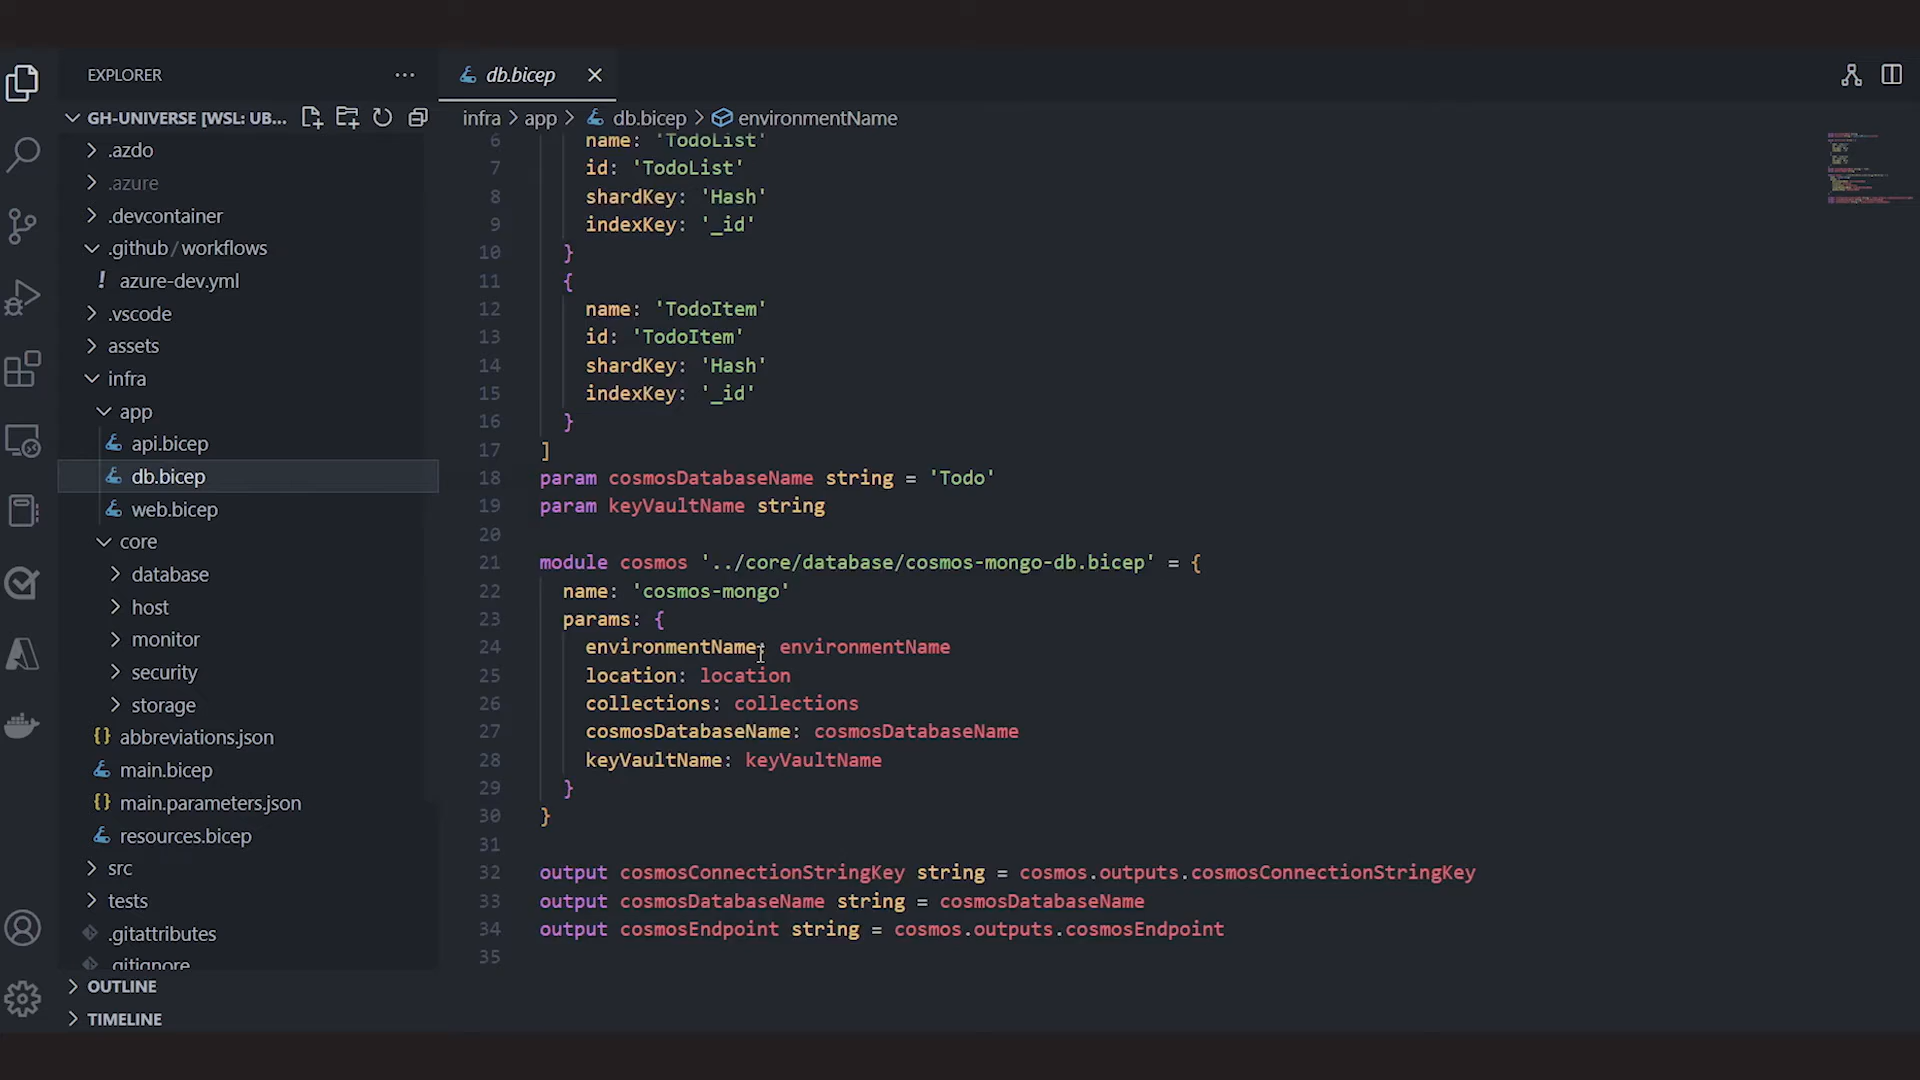 EXPLORER
GH-UNIVERSE [WSL: UB...
.azdo
.azure
.devcontainer
.github/workflows
azure-dev.yml
.vscode
assets
infra
app
api.bicep
db.bicep
web.bicep
core
database
host
monitor
security
storage
abbreviations.json
main.bicep
main.parameters.json
resources.bicep
src
tests
.gitattributes
.gitignore
OUTLINE
TIMELINE
db.bicep
infra > app > db.bicep > environmentName
6 name: 'TodoList'
7 id: 'TodoList'
8 shardKey: 'Hash'
9 indexKey: '_id'
10 }
11 {
12 name: 'TodoItem'
13 id: 'TodoItem'
14 shardKey: 'Hash'
15 indexKey: '_id'
16 }
17 ]
18 param cosmosDatabaseName string = 'Todo'
19 param keyVaultName string
20
21 module cosmos '../core/database/cosmos-mongo-db.bicep' = {
22 name: 'cosmos-mongo'
23 params: {
24 environmentName: environmentName
25 location: location
26 collections: collections
27 cosmosDatabaseName: cosmosDatabaseName
28 keyVaultName: keyVaultName
29 }
30 }
31
32 output cosmosConnectionStringKey string = cosmos.outputs.cosmosConnectionStringKey
33 output cosmosDatabaseName string = cosmosDatabaseName
34 output cosmosEndpoint string = cosmos.outputs.cosmosEndpoint
35